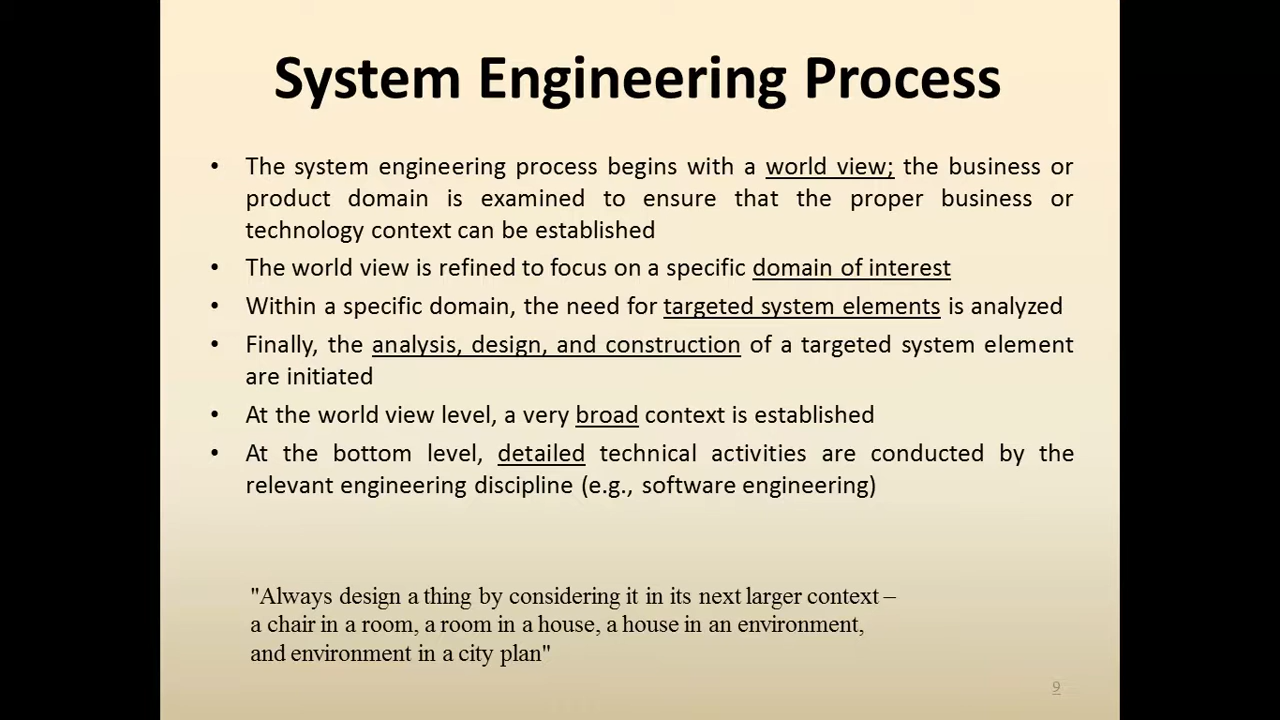 System Engineering Process
• The system engineering process begins with a world view; the business or
product domain is examined to ensure that the proper business or
technology context can be established
• The world view is refined to focus on a specific domain of interest
• Within a specific domain, the need for targeted system elements is analyzed
• Finally, the analysis, design, and construction of a targeted system element
are initiated
• At the world view level, a very broad context is established
• At the bottom level, detailed technical activities are conducted by the
relevant engineering discipline (e.g., software engineering)
"Always design a thing by considering it in its next larger context –
a chair in a room, a room in a house, a house in an environment,
and environment in a city plan"
9